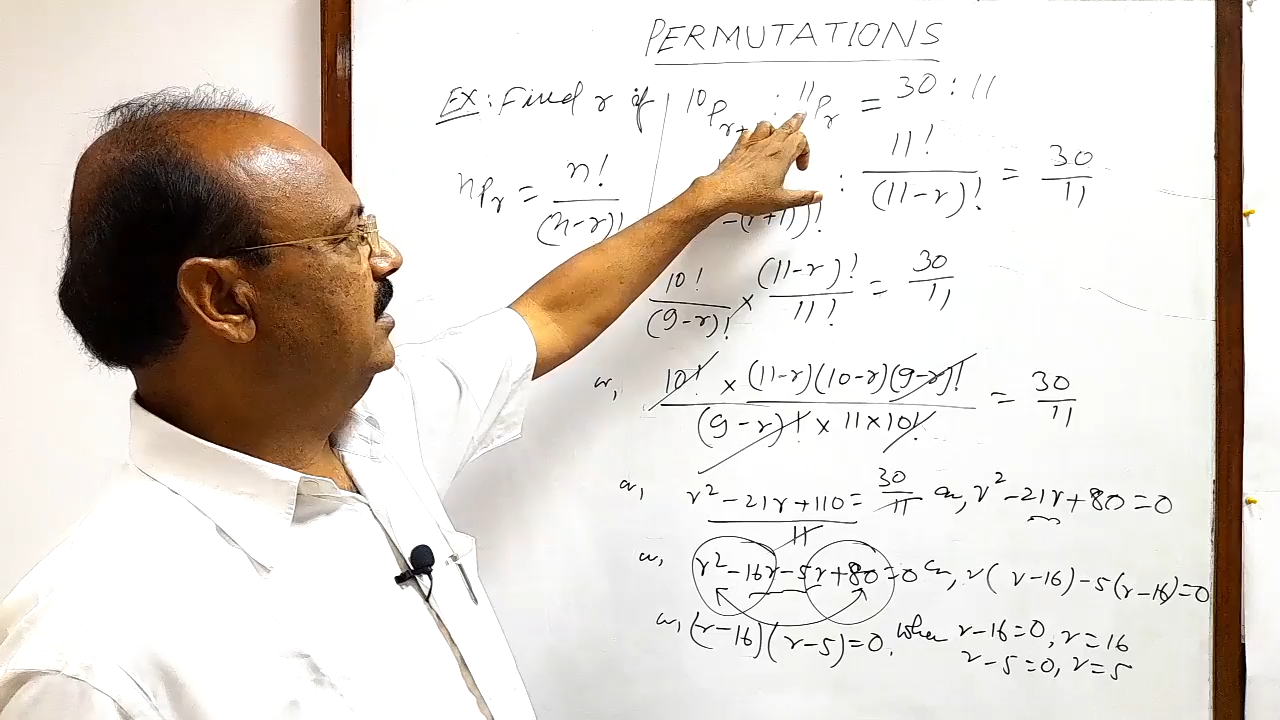 PERMUTATIONS
EX: Find r if ¹⁰Pᵣ₊ : ¹¹Pᵣ = 30 : 11
nPᵣ = n!/(n-r)!
-(r+1))! : 11!/(11-r)! = 30/11
10!/(9-r)! × (11-r)!/11! = 30/11
or, 10! × (11-r)(10-r)(9-r)!/(9-r)! × 11 × 10! = 30/11
or, r² - 21r + 110/11 = 30/11 or, r² - 21r + 80 = 0
or, r² - 16r - 5r + 80 = 0 or, r(r-16) - 5(r-16) = 0
or, (r-16)(r-5) = 0, when r-16 = 0, r = 16
r-5 = 0, r = 5